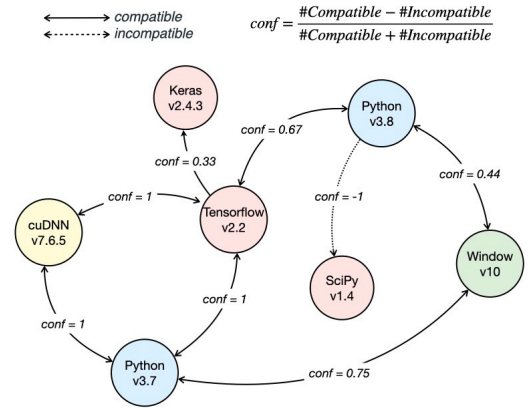 compatible
incompatible
conf = #Compatible − #Incompatible / #Compatible + #Incompatible
Keras
v2.4.3
Python
v3.8
conf = 0.67
conf = 0.33
conf = 0.44
conf = 1
conf = -1
Tensorflow
v2.2
cuDNN
v7.6.5
Window
v10
SciPy
v1.4
conf = 1
conf = 1
Python
v3.7
conf = 0.75